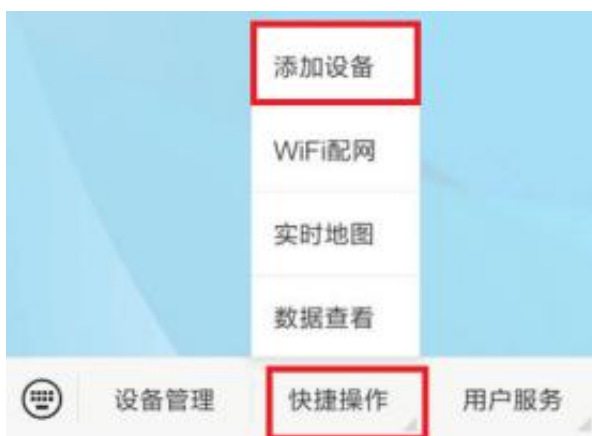 添加设备
WiFi配网
实时地图
数据查看
设备管理
快捷操作
用户服务